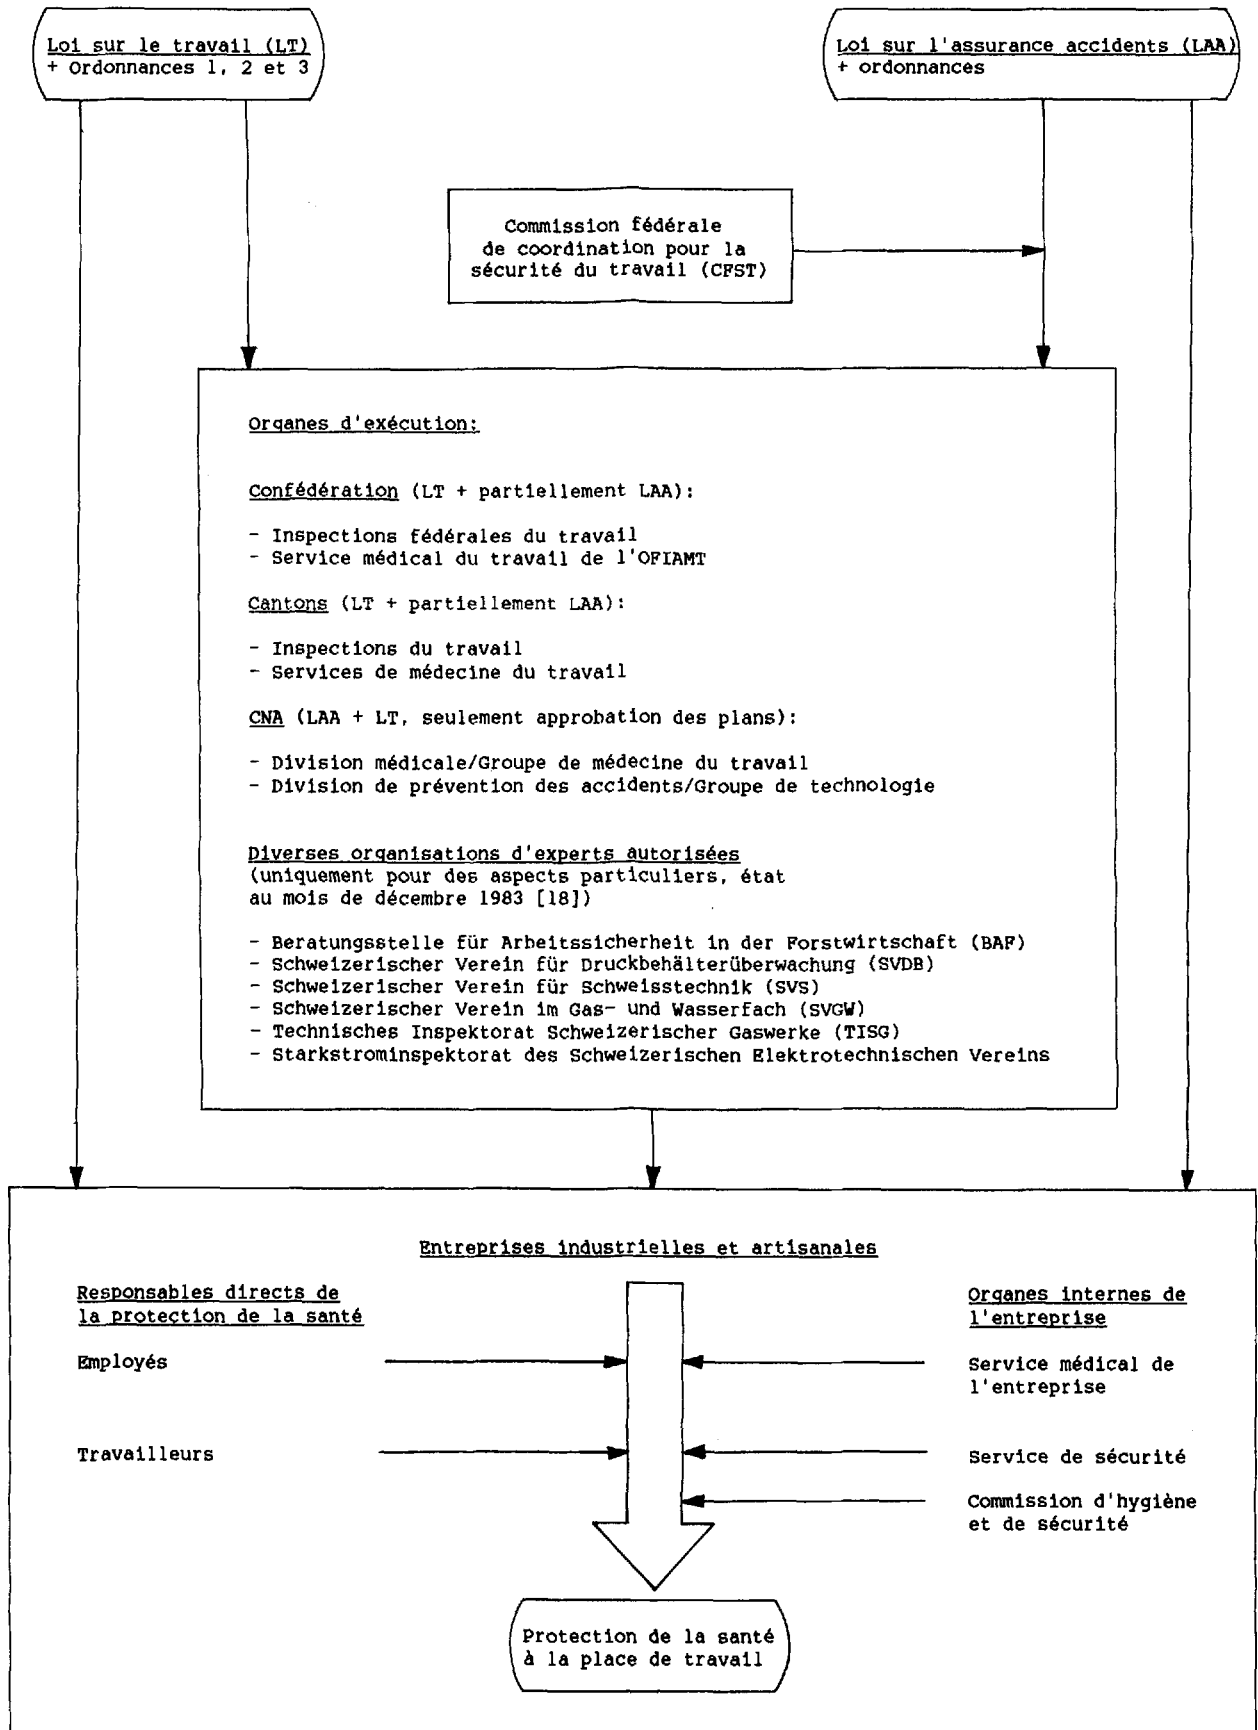 Loi sur le travail (LT)
+ Ordonnances 1, 2 et 3
Loi sur l'assurance accidents (LAA)
+ ordonnances
Commission fédérale
de coordination pour la
sécurité du travail (CFST)
Organes d'exécution:
Confédération (LT + partiellement LAA):
- Inspections fédérales du travail
- Service médical du travail de l'OFIAMT
Cantons (LT + partiellement LAA):
- Inspections du travail
- Services de médecine du travail
CNA (LAA + LT, seulement approbation des plans):
- Division médicale/Groupe de médecine du travail
- Division de prévention des accidents/Groupe de technologie
Diverses organisations d'experts autorisées
(uniquement pour des aspects particuliers, état
au mois de décembre 1983 [18])
- Beratungsstelle für Arbeitssicherheit in der Forstwirtschaft (BAF)
- Schweizerischer Verein für Druckbehälterüberwachung (SVDB)
- Schweizerischer Verein für Schweisstechnik (SVS)
- Schweizerischer Verein im Gas- und Wasserfach (SVGW)
- Technisches Inspektorat Schweizerischer Gaswerke (TISG)
- Starkstrominspektorat des Schweizerischen Elektrotechnischen Vereins
Entreprises industrielles et artisanales
Responsables directs de
la protection de la santé
Employés
Travailleurs
Organes internes de
l'entreprise
Service médical de
l'entreprise
Service de sécurité
Commission d'hygiène
et de sécurité
Protection de la santé
à la place de travail